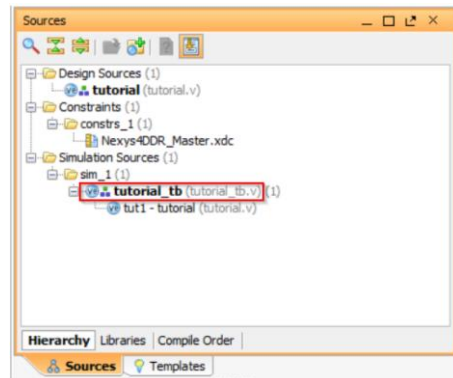 Sources
Design Sources (1)
tutorial (tutorial.v)
Constraints (1)
constrs_1 (1)
Nexys4DDR_Master.xdc
Simulation Sources (1)
sim_1 (1)
tutorial_tb (tutorial_tb.v) (1)
tut1 - tutorial (tutorial.v)
Hierarchy Libraries Compile Order
Sources Templates